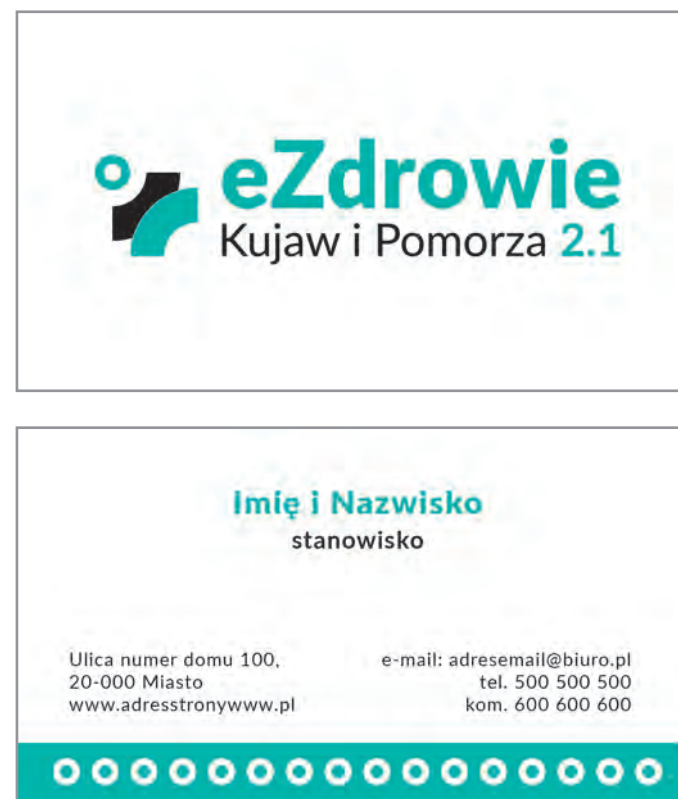 eZdrowie
Kujaw i Pomorza 2.1
Imię i Nazwisko
stanowisko
Ulica numer domu 100,
20-000 Miasto
www.adresstronywww.pl
e-mail: adresemail@biuro.pl
tel. 500 500 500
kom. 600 600 600